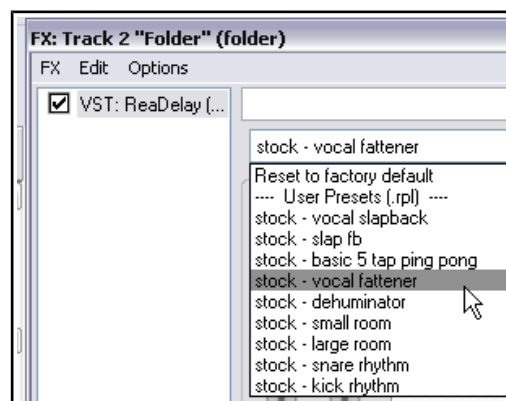 FX: Track 2 "Folder" (folder)
FX Edit Options
VST: ReaDelay (...
stock - vocal fattener
Reset to factory default
---- User Presets (.rpl) ----
stock - vocal slapback
stock - slap fb
stock - basic 5 tap ping pong
stock - vocal fattener
stock - dehuminator
stock - small room
stock - large room
stock - snare rhythm
stock - kick rhythm